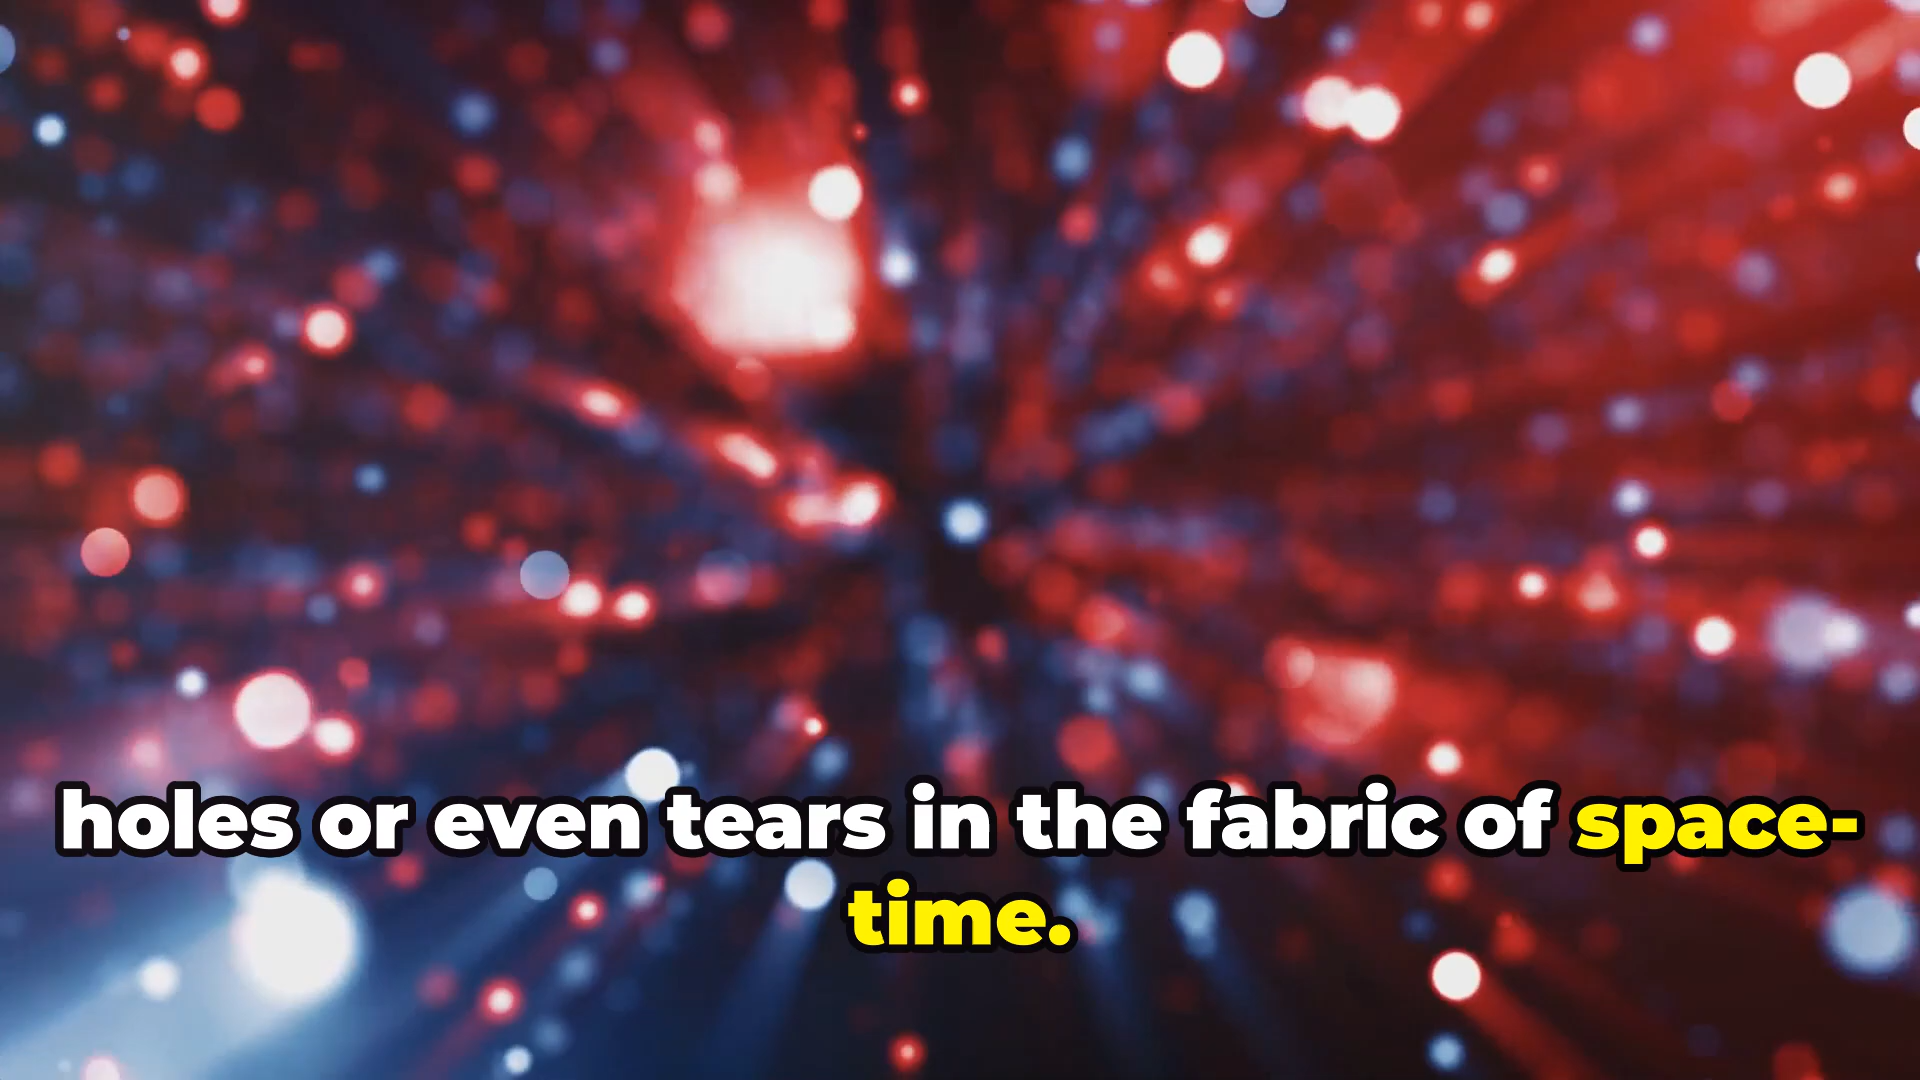 holes or even tears in the fabric of space-
time.